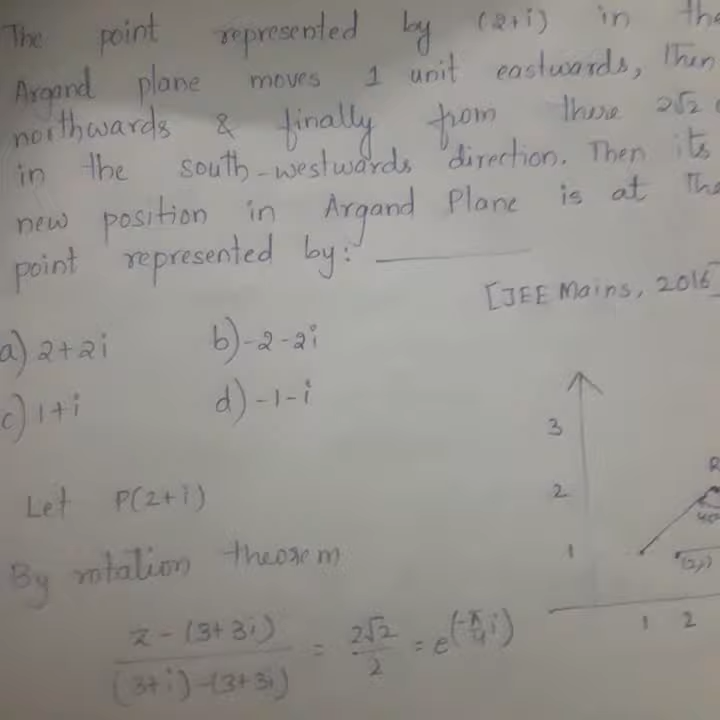 The point represented by (2+i) in the
Argand plane moves 1 unit eastwards, Then
northwards & finally from there 2√2
in the south-westwards direction. Then its
new position in Argand Plane is at The
point represented by: ________
[JEE Mains, 2016]
a) 2+2i b) -2-2i
c) 1+i d) -1-i
3
2
1
1 2
(2,1)
Let P(2+i)
By rotation theorem
z-(3+3i) / (3+i)-(3+3i) = 2√2 / 2 = e^(-π/4 i)